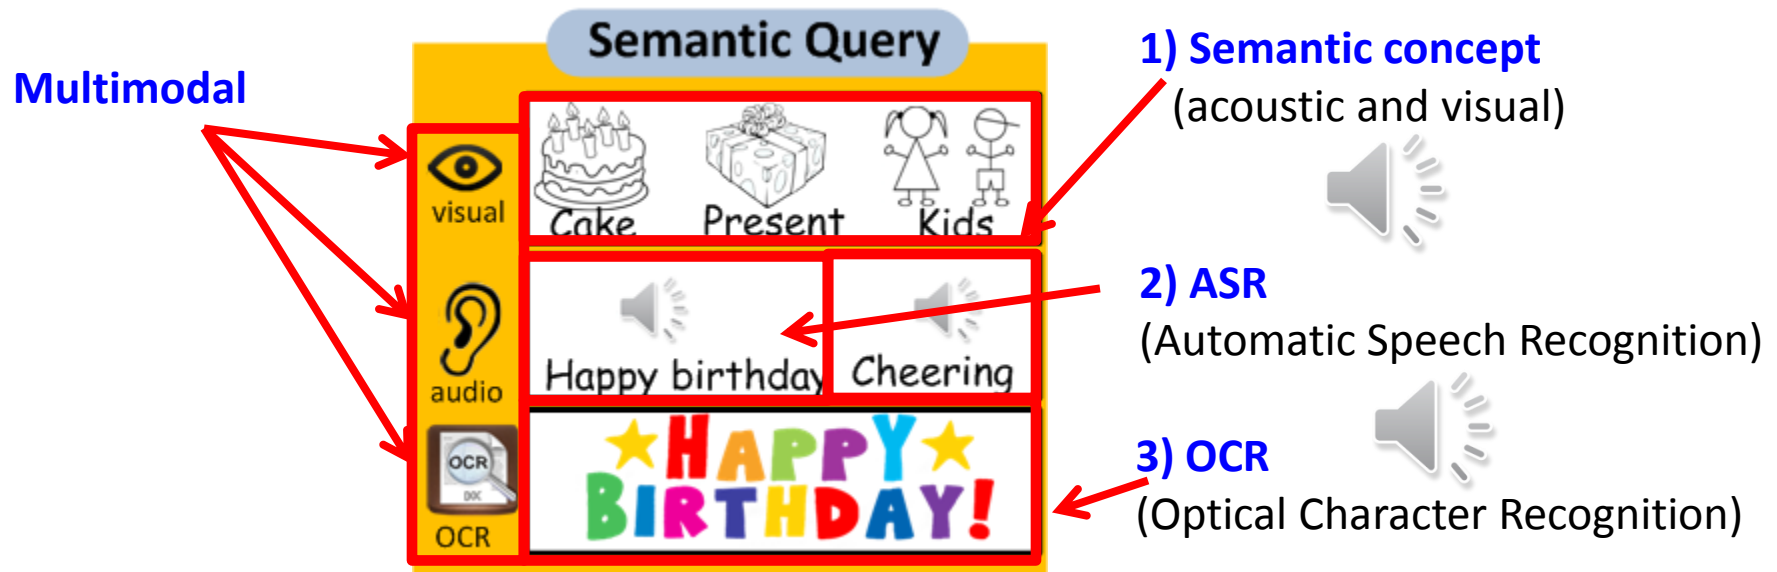 Semantic Query
Multimodal
visual
Cake Present Kids
audio
Happy birthday Cheering
OCR
DOC
OCR
HAPPY
BIRTHDAY!
1) Semantic concept
(acoustic and visual)
2) ASR
(Automatic Speech Recognition)
3) OCR
(Optical Character Recognition)